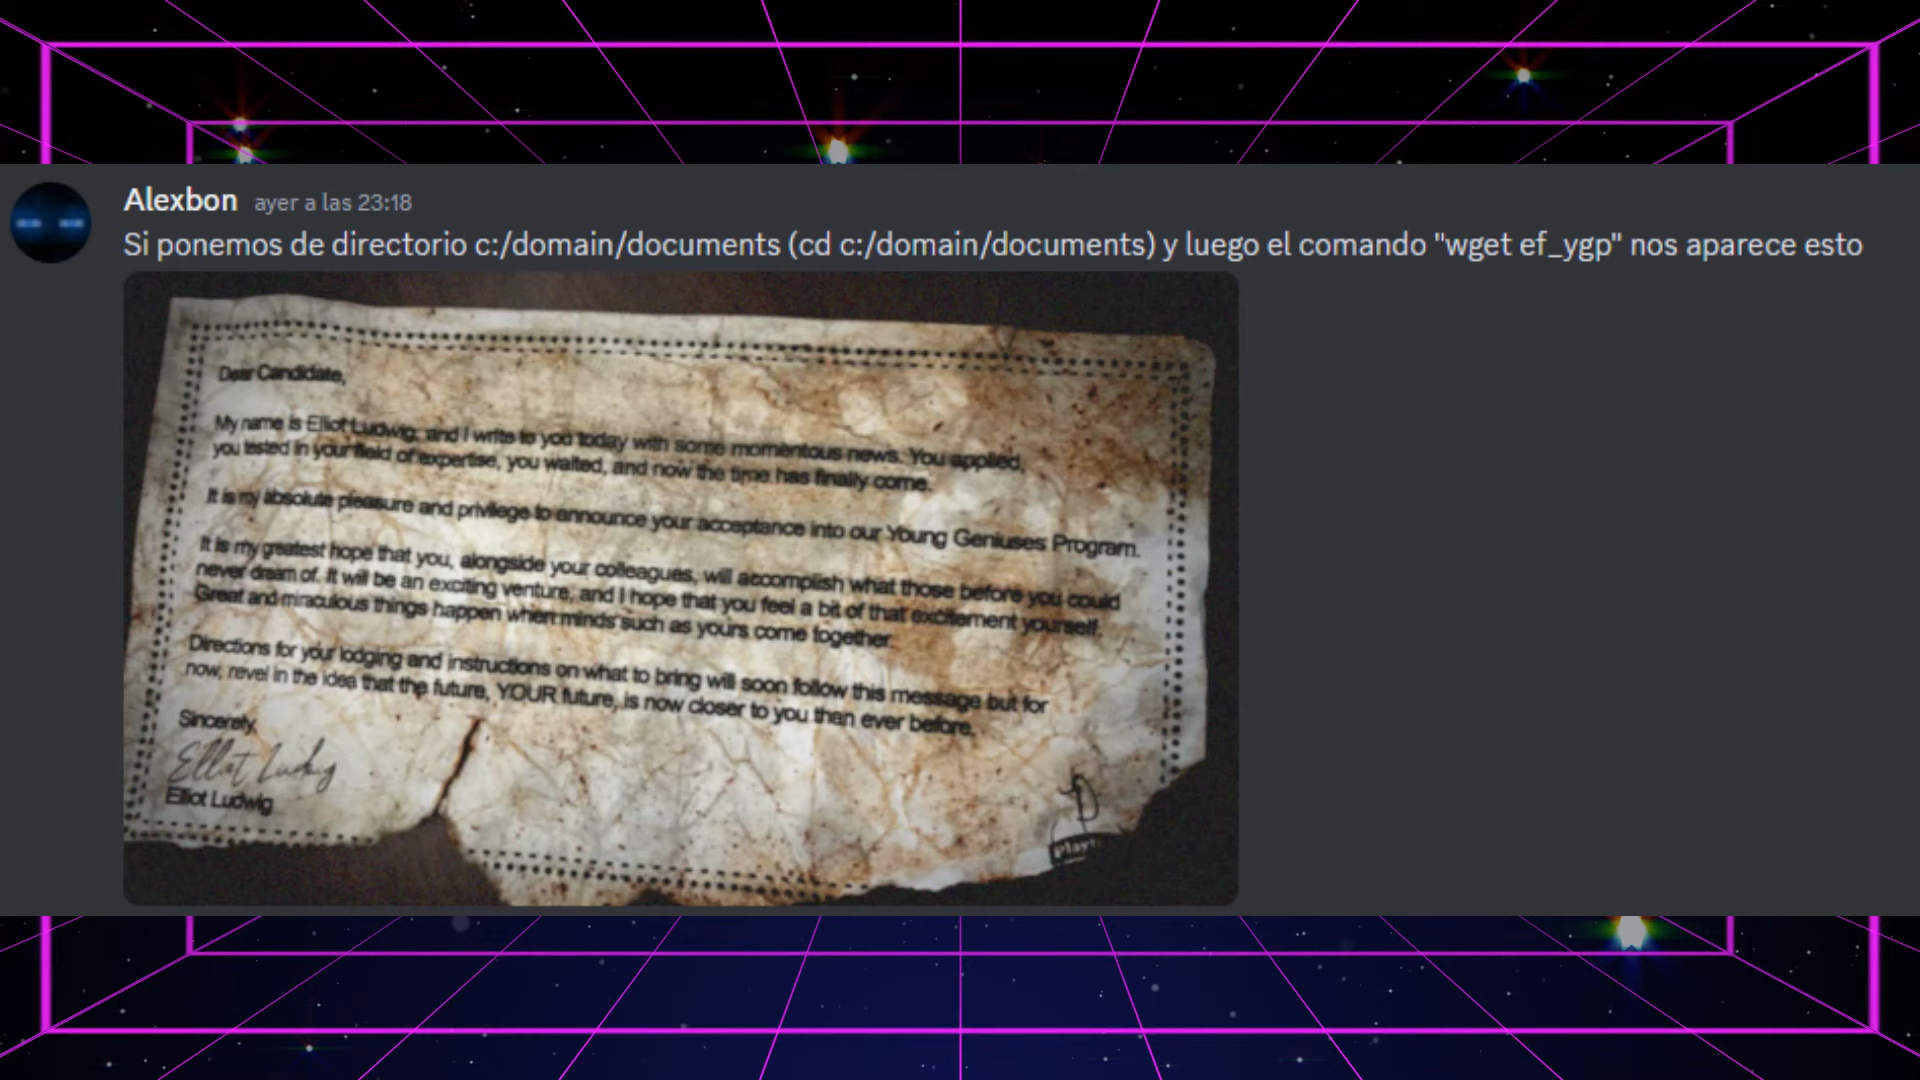 Alexbon ayer a las 23:18
Si ponemos de directorio c:/domain/documents (cd c:/domain/documents) y luego el comando "wget ef_ygp" nos aparece esto
Dear Candidate,
My name is Elliot Ludwig, and I write to you today with some momentous news. You applied,
you tested in your field of expertise, you waited, and now the time has finally come.
It is my absolute pleasure and privilege to announce your acceptance into our Young Geniuses Program.
It is my greatest hope that you, alongside your colleagues, will accomplish what those before you could
never dream of. It will be an exciting venture, and I hope that you feel a bit of that excitement yourself.
Great and miraculous things happen when minds such as yours come together.
Directions for your lodging and instructions on what to bring will soon follow this message but for
now, revel in the idea that the future, YOUR future, is now closer to you than ever before.
Sincerely,
Elliot Ludwig
Elliot Ludwig